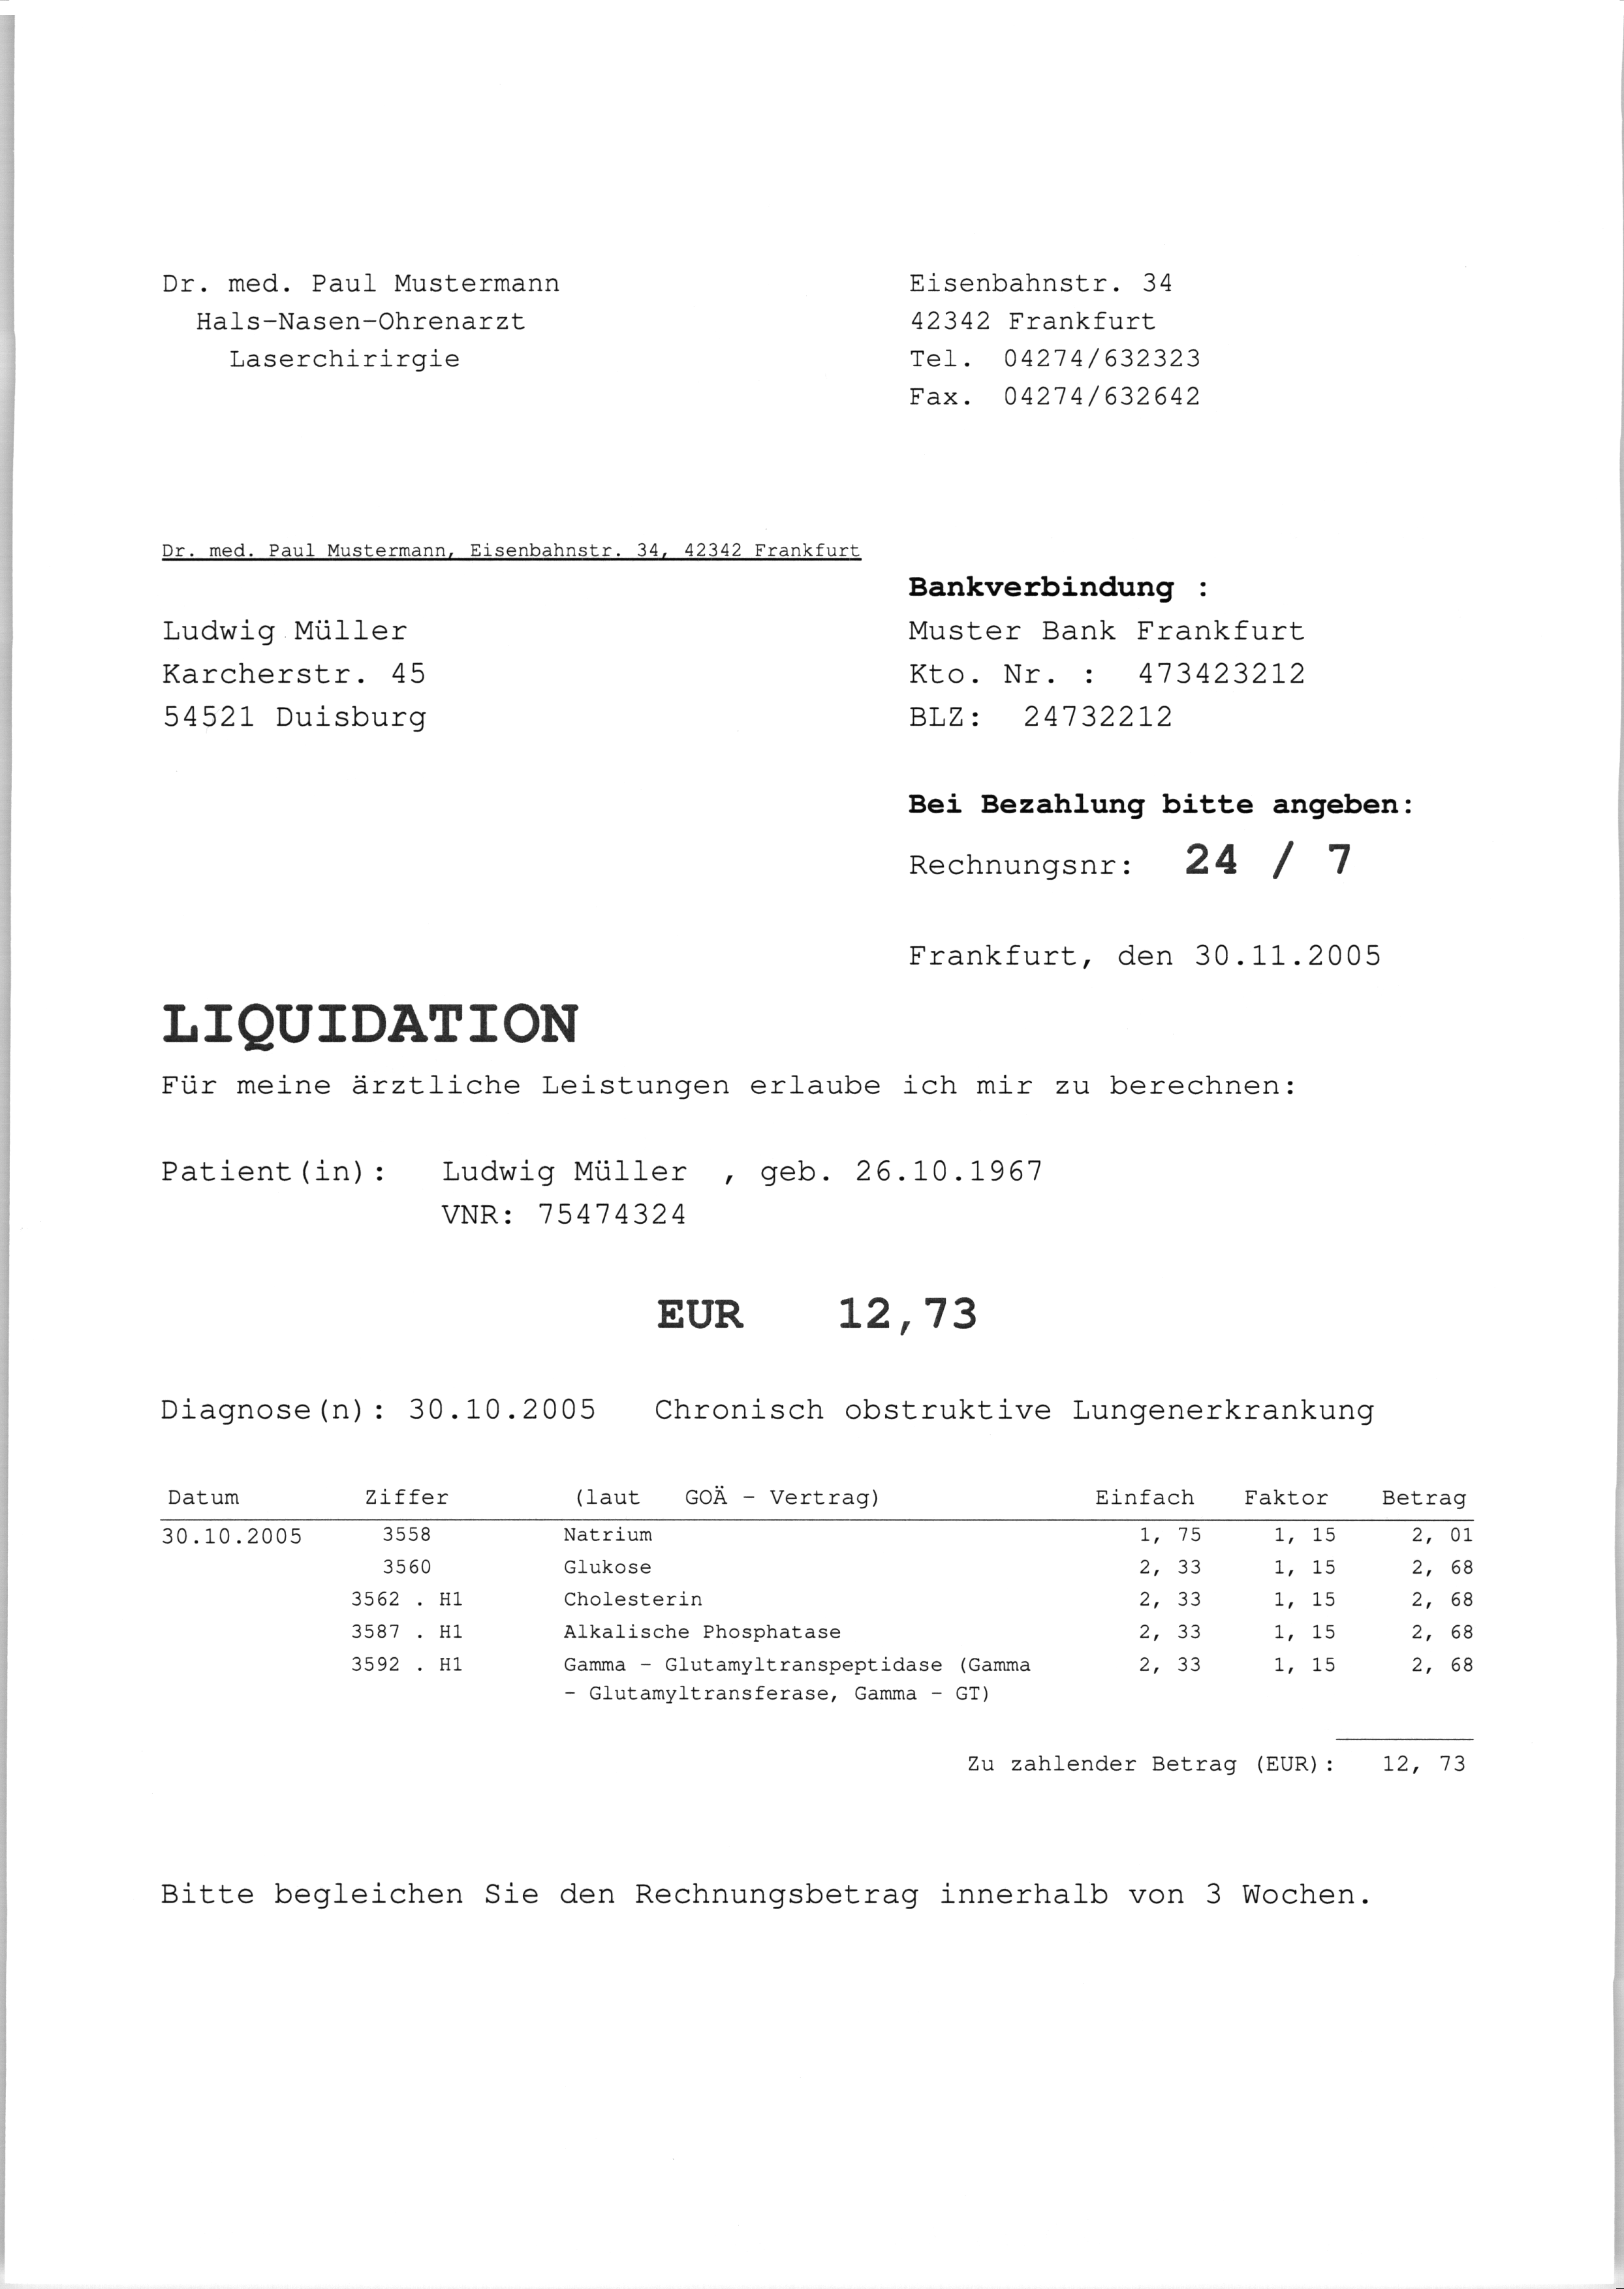 Dr. med. Paul Mustermann
Hals-Nasen-Ohrenarzt
Laserchirirgie
Eisenbahnstr. 34
42342 Frankfurt
Tel. 04274/632323
Fax. 04274/632642
Dr. med. Paul Mustermann, Eisenbahnstr. 34, 42342 Frankfurt
Ludwig Müller
Karcherstr. 45
54521 Duisburg
Bankverbindung :
Muster Bank Frankfurt
Kto. Nr. : 473423212
BLZ: 24732212
Bei Bezahlung bitte angeben:
Rechnungsnr: 24 / 7
Frankfurt, den 30.11.2005
LIQUIDATION
Für meine ärztliche Leistungen erlaube ich mir zu berechnen:
Patient(in): Ludwig Müller , geb. 26.10.1967
VNR: 75474324
EUR 12,73
Diagnose(n): 30.10.2005 Chronisch obstruktive Lungenerkrankung
Datum Ziffer (laut GOÄ - Vertrag) Einfach Faktor Betrag
30.10.2005 3558 Natrium 1, 75 1, 15 2, 01
3560 Glukose 2, 33 1, 15 2, 68
3562 . H1 Cholesterin 2, 33 1, 15 2, 68
3587 . H1 Alkalische Phosphatase 2, 33 1, 15 2, 68
3592 . H1 Gamma - Glutamyltranspeptidase (Gamma 2, 33 1, 15 2, 68
- Glutamyltransferase, Gamma - GT)
Zu zahlender Betrag (EUR): 12, 73
Bitte begleichen Sie den Rechnungsbetrag innerhalb von 3 Wochen.